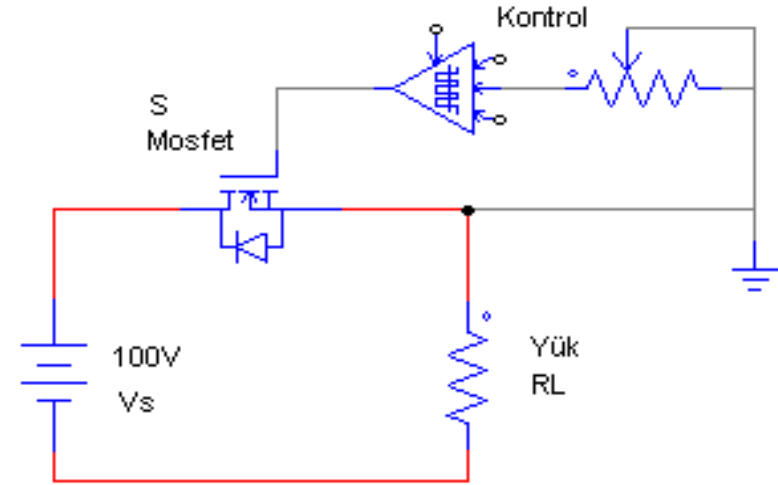 Kontrol
S
Mosfet
100V
Vs
Yük
RL